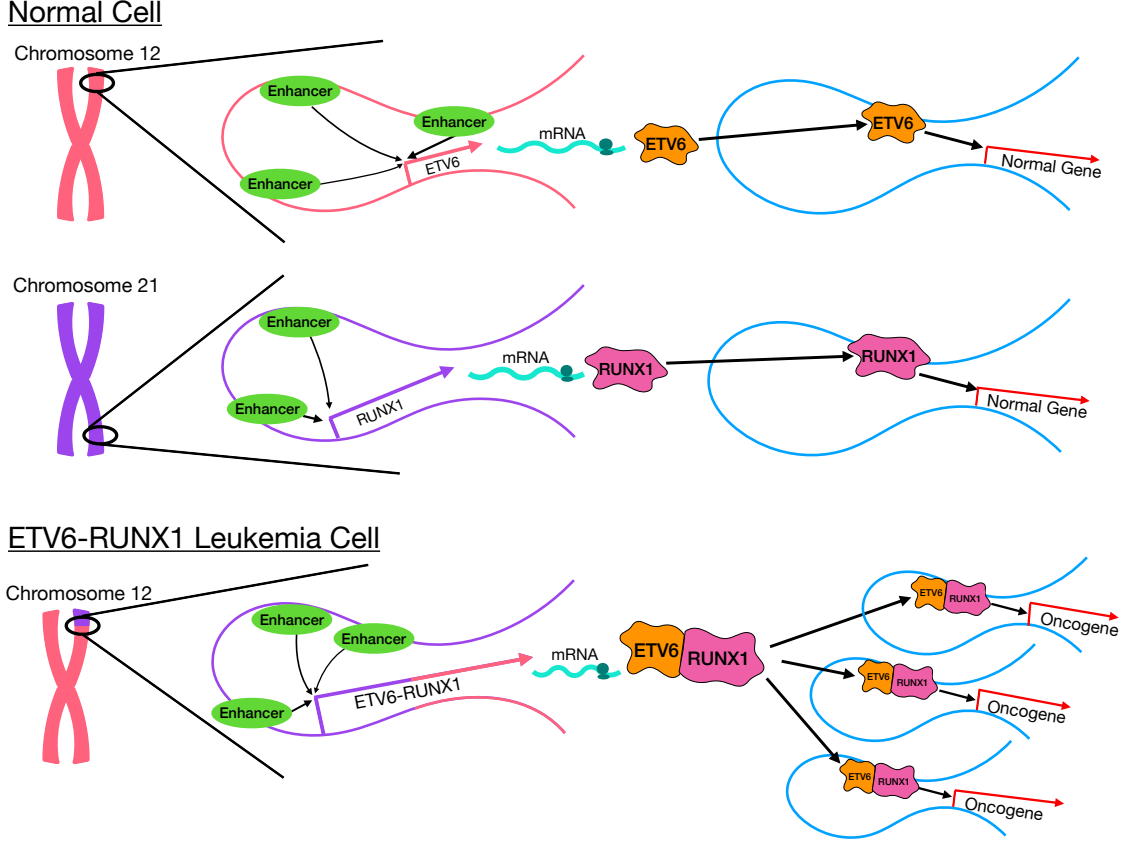 Normal Cell
Chromosome 12
Enhancer
Enhancer
Enhancer
ETV6
mRNA
ETV6
ETV6
Normal Gene
Chromosome 21
Enhancer
Enhancer
RUNX1
mRNA
RUNX1
RUNX1
Normal Gene
ETV6-RUNX1 Leukemia Cell
Chromosome 12
Enhancer
Enhancer
Enhancer
ETV6-RUNX1
mRNA
ETV6 RUNX1
ETV6 RUNX1
Oncogene
ETV6 RUNX1
Oncogene
ETV6 RUNX1
Oncogene